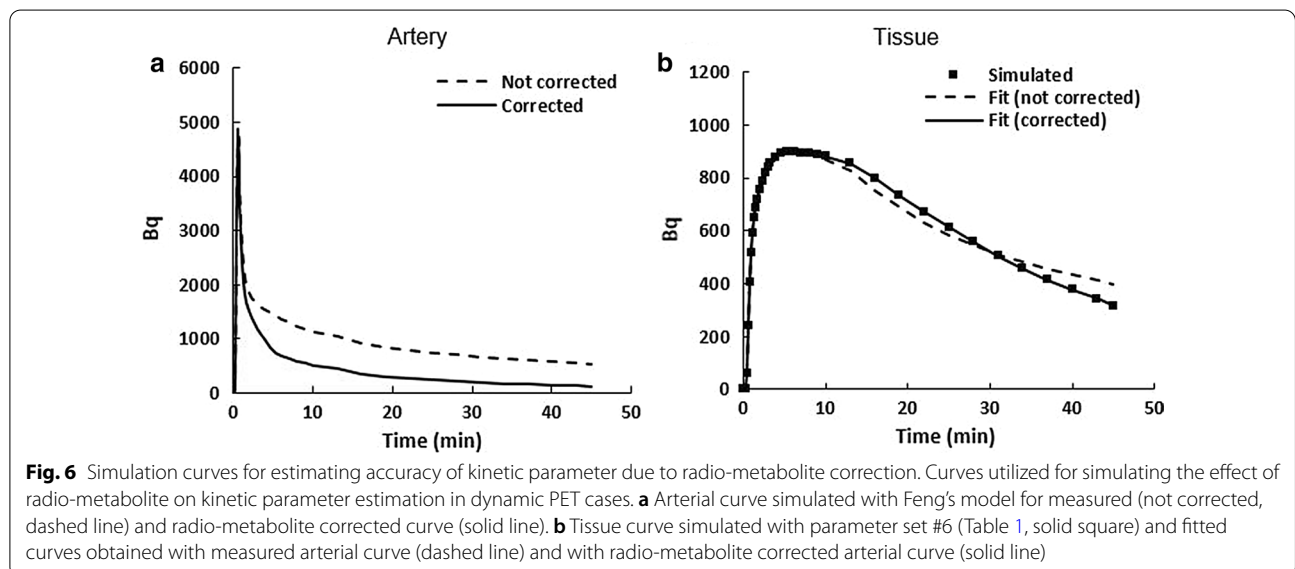 Artery
a
6000
5000
4000
3000
2000
1000
0
Bq
0 10 20 30 40 50
Time (min)
Not corrected
Corrected
Tissue
b
1200
1000
800
600
400
200
0
Bq
0 10 20 30 40 50
Time (min)
Simulated
Fit (not corrected)
Fit (corrected)
Fig. 6 Simulation curves for estimating accuracy of kinetic parameter due to radio-metabolite correction. Curves utilized for simulating the effect of
radio-metabolite on kinetic parameter estimation in dynamic PET cases. a Arterial curve simulated with Feng's model for measured (not corrected,
dashed line) and radio-metabolite corrected curve (solid line). b Tissue curve simulated with parameter set #6 (Table 1, solid square) and fitted
curves obtained with measured arterial curve (dashed line) and with radio-metabolite corrected arterial curve (solid line)